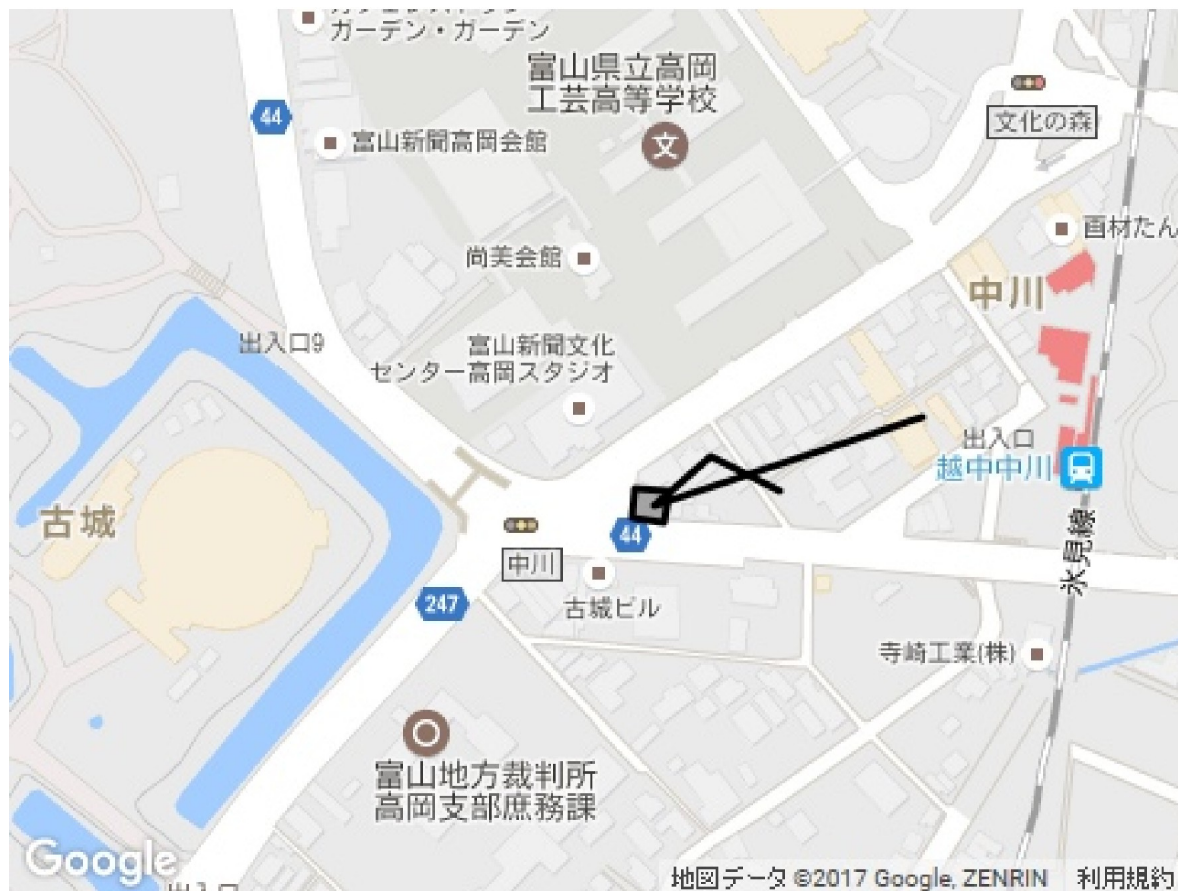 ガーデン・ガーデン
富山県立高岡
工芸高等学校
44
文化の森
富山新聞高岡会館
画材たん
尚美会館
中川
出入口9
富山新聞文化
センター高岡スタジオ
出入口
越中中川
古城
44
中川
氷見線
247
古城ビル
寺崎工業(株)
富山地方裁判所
高岡支部庶務課
Google
地図データ ©2017 Google, ZENRIN 利用規約